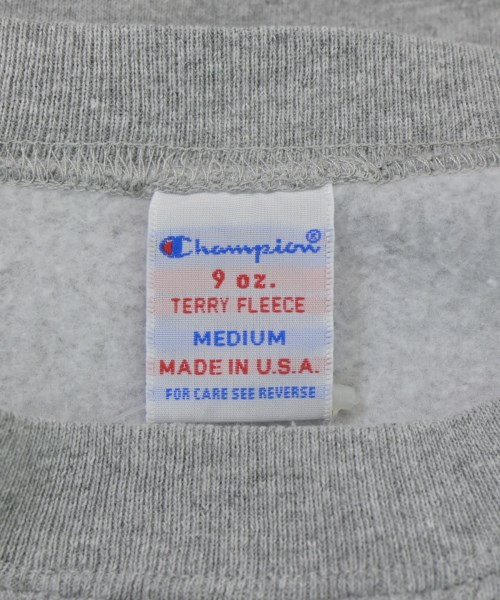 Champion®
9 oz.
TERRY FLEECE
MEDIUM
MADE IN U.S.A.
FOR CARE SEE REVERSE